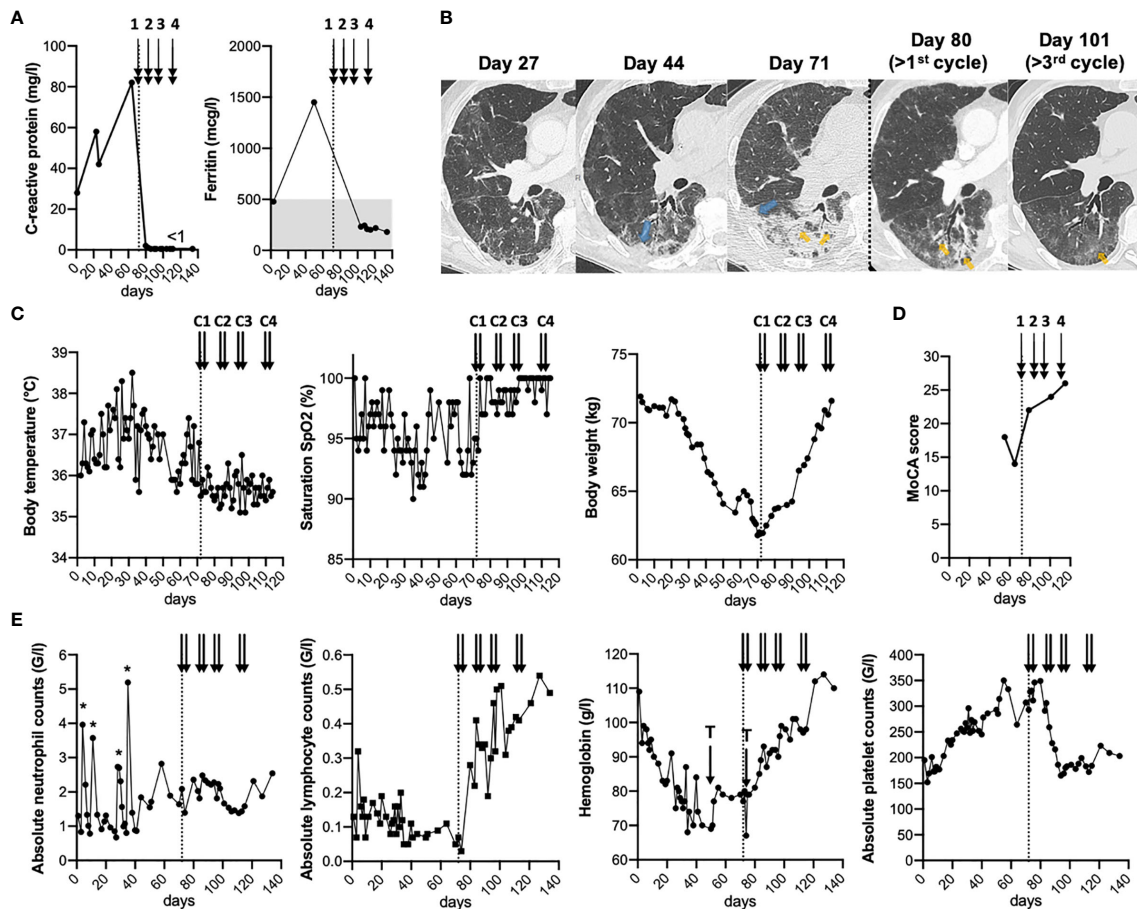 A
1 2 3 4
C-reactive protein (mg/l)
100
80
60
40
20
0
<1
0 20 40 60 80 100 120 140
days
1 2 3 4
Ferritin (mcg/l)
2000
1500
1000
500
0
0 20 40 60 80 100 120 140
days
B
Day 27
Day 44
Day 71
Day 80
(>1st cycle)
Day 101
(>3rd cycle)
R
C
C1 C2 C3 C4
Body temperature (°C)
39
38
37
36
35
34
0 10 20 30 40 50 60 70 80 90 100 110 120
days
C1 C2 C3 C4
Saturation SpO2 (%)
100
95
90
85
0 10 20 30 40 50 60 70 80 90 100 110 120
days
C1 C2 C3 C4
Body weight (kg)
75
70
65
60
0 10 20 30 40 50 60 70 80 90 100 110 120
days
D
1 2 3 4
MoCA score
30
25
20
15
10
5
0
0 20 40 60 80 100 120
days
E
Absolute neutrophil counts (G/l)
6
5
4
3
2
1
0
* * * *
0 20 40 60 80 100 120 140
days
Absolute lymphocyte counts (G/l)
0.6
0.5
0.4
0.3
0.2
0.1
0.0
0 20 40 60 80 100 120 140
days
Hemoglobin (g/l)
120
110
100
90
80
70
60
T T
0 20 40 60 80 100 120 140
days
Absolute platelet counts (G/l)
400
350
300
250
200
150
100
50
0
0 20 40 60 80 100 120 140
days